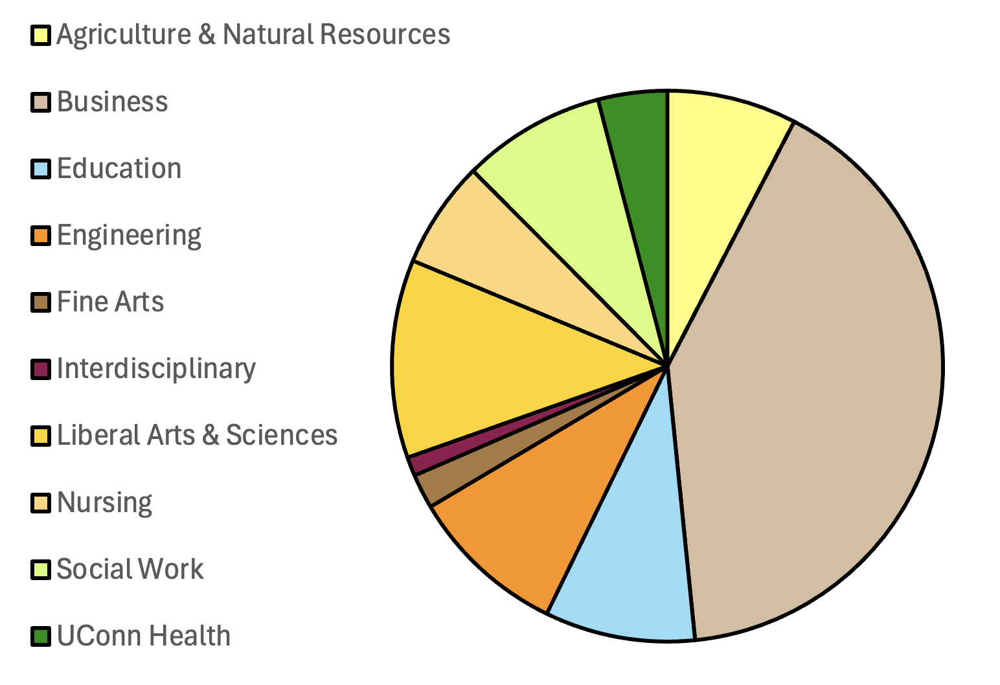 Agriculture & Natural Resources
Business
Education
Engineering
Fine Arts
Interdisciplinary
Liberal Arts & Sciences
Nursing
Social Work
UConn Health